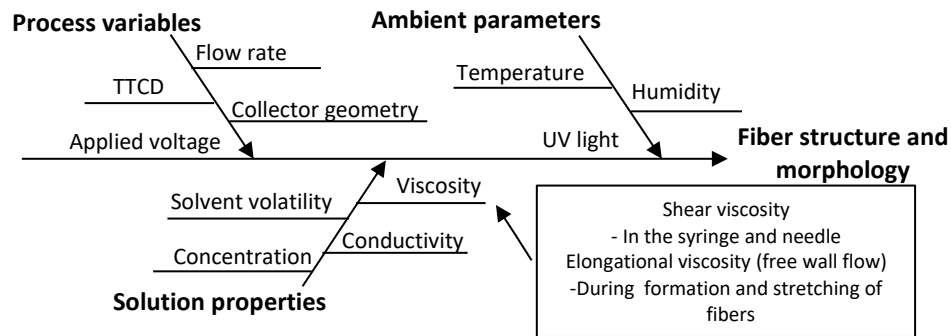 Process variables
Flow rate
TTCD
Collector geometry
Applied voltage
Ambient parameters
Temperature
Humidity
UV light
Fiber structure and
morphology
Solvent volatility
Viscosity
Concentration
Conductivity
Solution properties
Shear viscosity
- In the syringe and needle
Elongational viscosity (free wall flow)
-During formation and stretching of
fibers